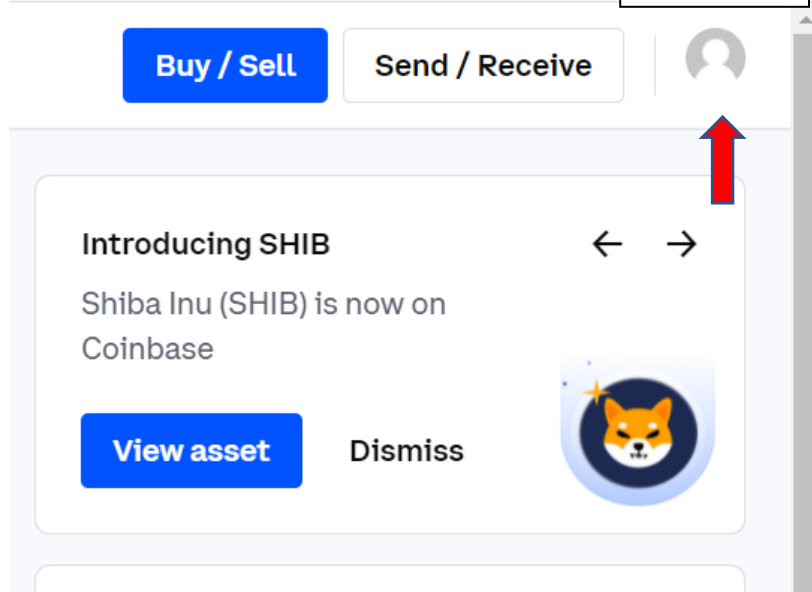 Buy / Sell
Send / Receive
Introducing SHIB
Shiba Inu (SHIB) is now on
Coinbase
View asset
Dismiss